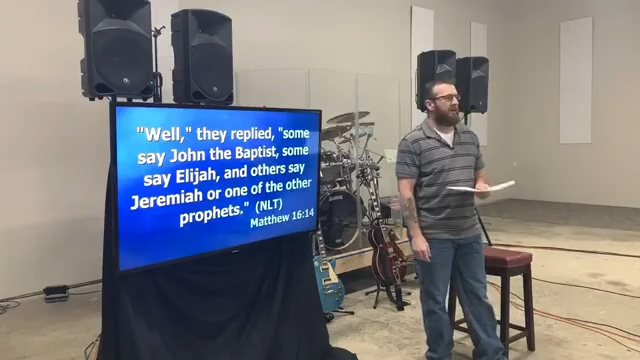 "Well," they replied, "some
say John the Baptist, some
say Elijah, and others say
Jeremiah or one of the other
prophets." (NLT)
Matthew 16:14